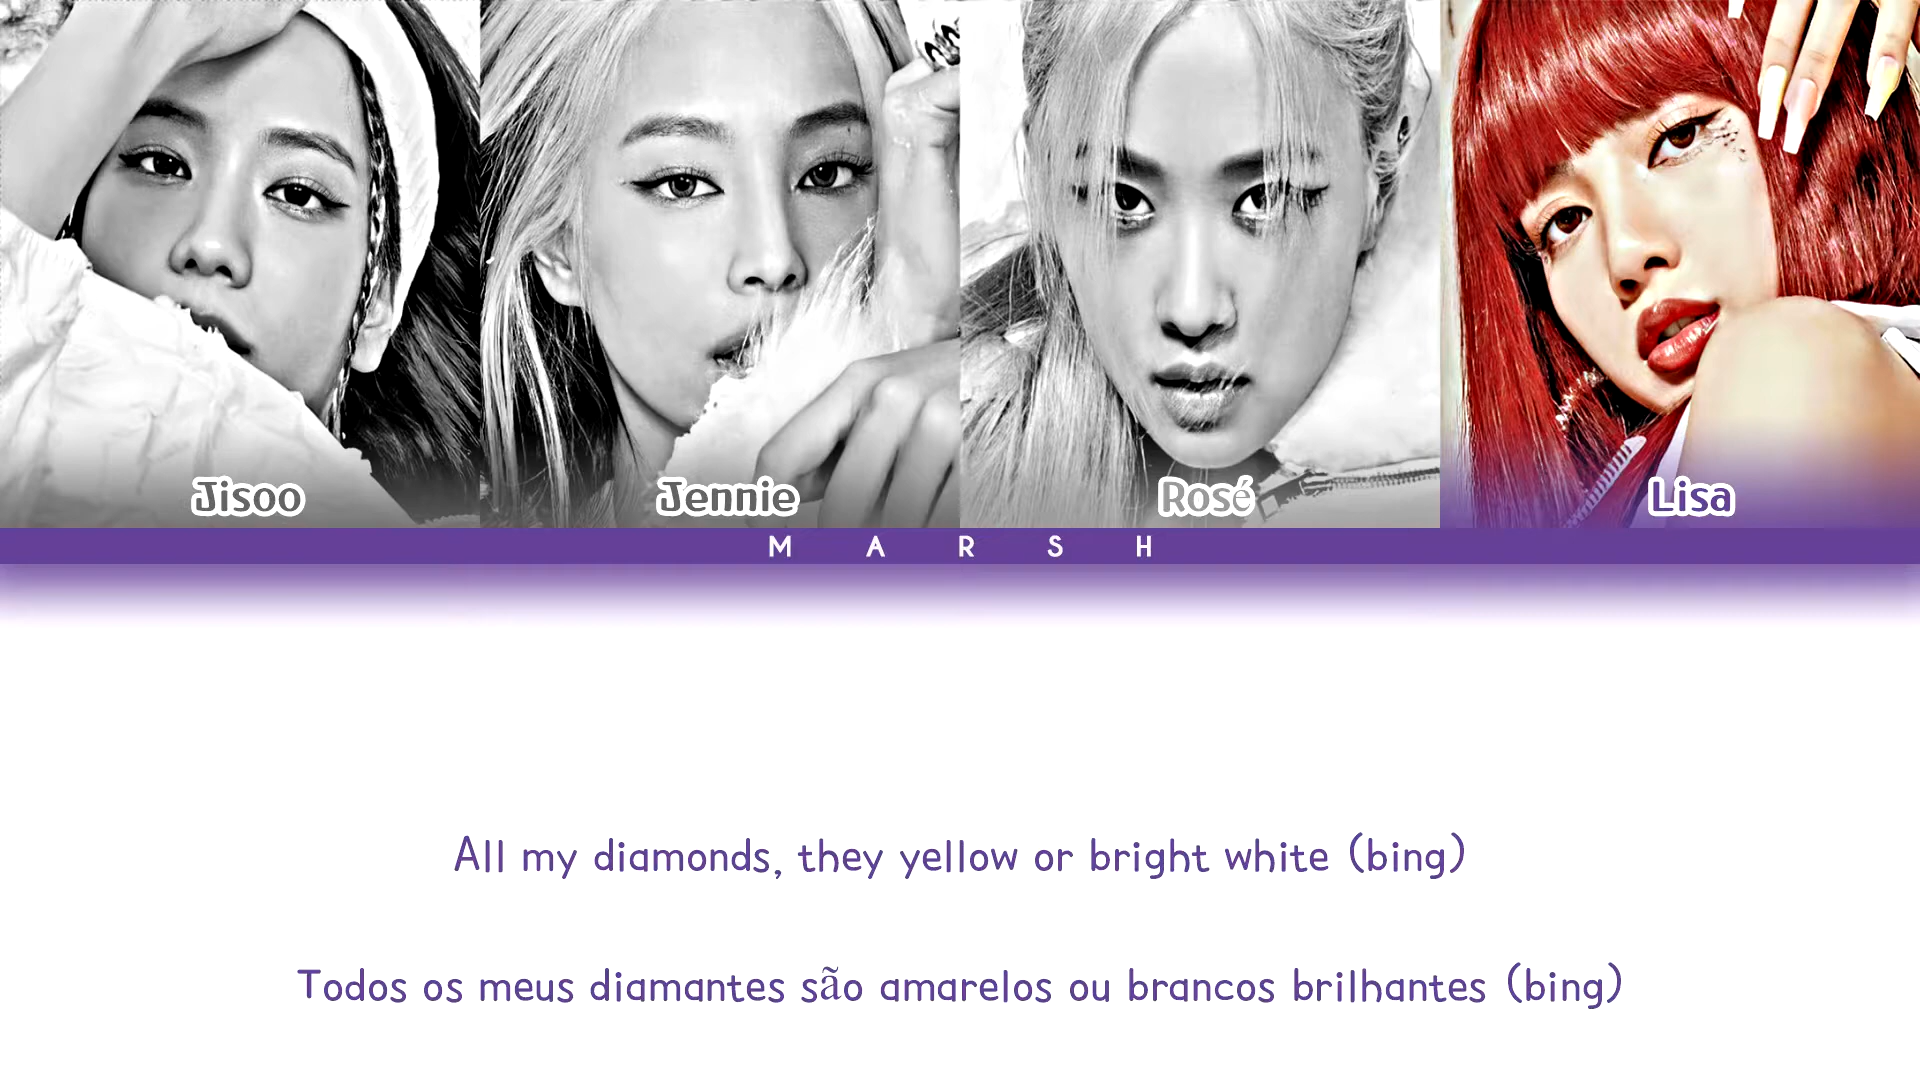 Jisoo
Jennie
Rosé
Lisa
MARSH
All my diamonds, they yellow or bright white (bing)
Todos os meus diamantes são amarelos ou brancos brilhantes (bing)